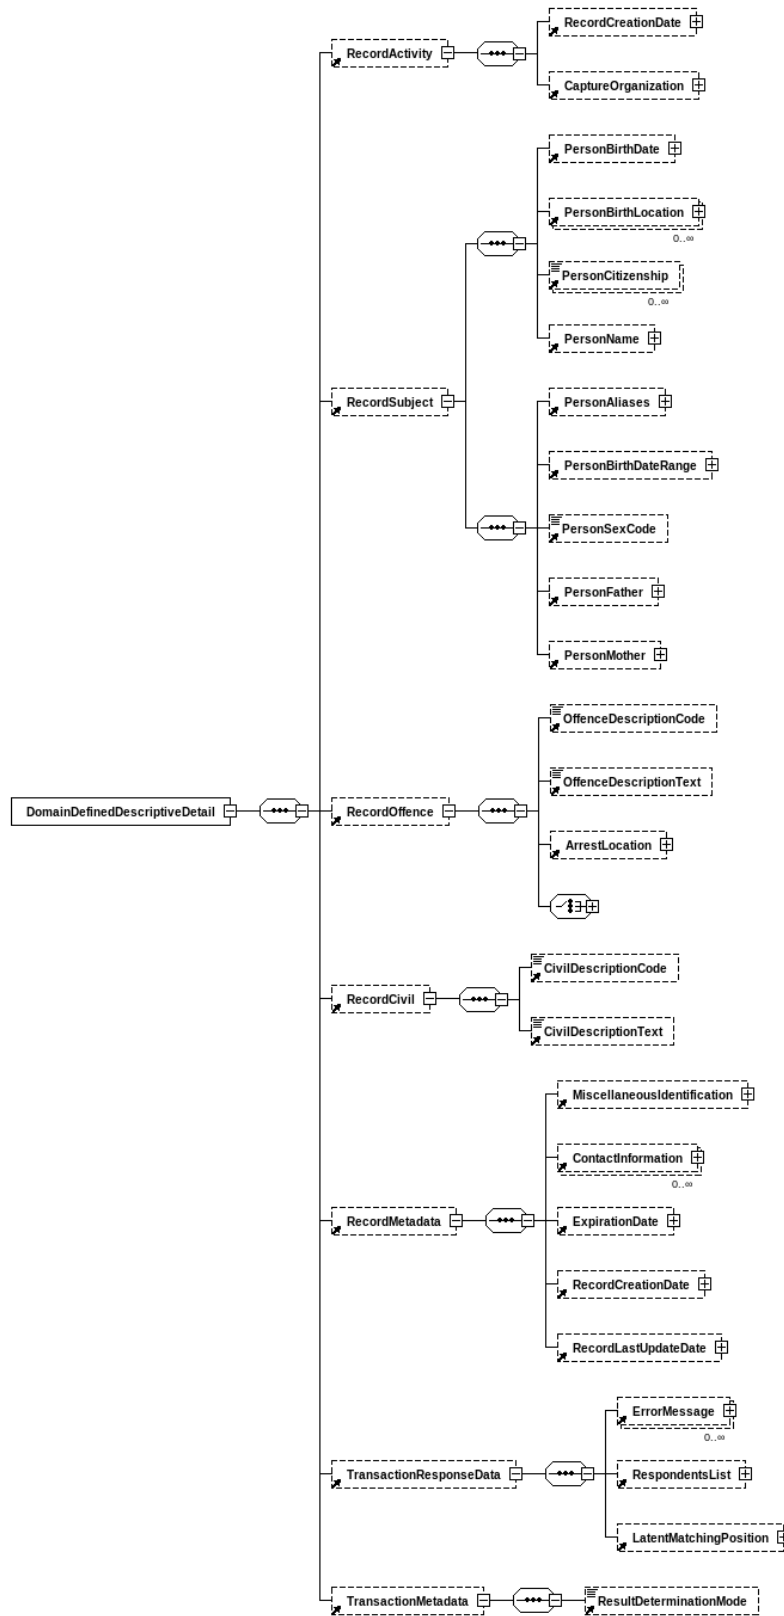 RecordCreationDate
RecordActivity
CaptureOrganization
PersonBirthDate
PersonBirthLocation
0..∞
PersonCitizenship
0..∞
PersonName
RecordSubject
PersonAliases
PersonBirthDateRange
PersonSexCode
PersonFather
PersonMother
OffenceDescriptionCode
OffenceDescriptionText
DomainDefinedDescriptiveDetail
RecordOffence
ArrestLocation
CivilDescriptionCode
RecordCivil
CivilDescriptionText
MiscellaneousIdentification
ContactInformation
0..∞
RecordMetadata
ExpirationDate
RecordCreationDate
RecordLastUpdateDate
ErrorMessage
0..∞
TransactionResponseData
RespondentsList
LatentMatchingPosition
TransactionMetadata
ResultDeterminationMode